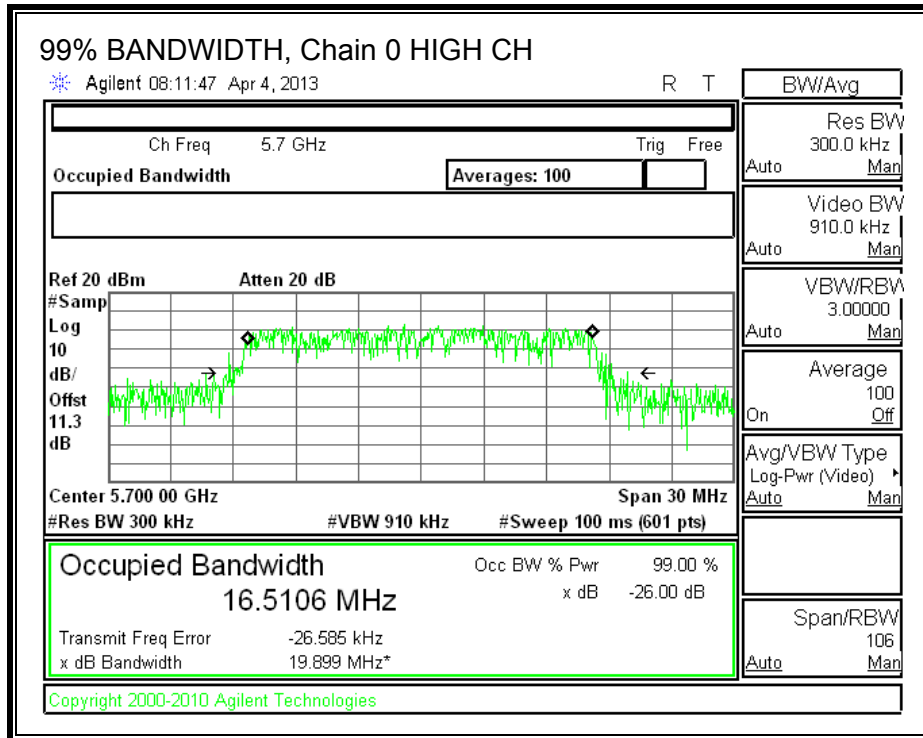 99% BANDWIDTH, Chain 0 HIGH CH
Agilent 08:11:47 Apr 4, 2013 R T
Ch Freq 5.7 GHz Trig Free
Occupied Bandwidth Averages: 100
Ref 20 dBm Atten 20 dB
#Samp
Log
10
dB/
Offst
11.3
dB
Center 5.700 00 GHz Span 30 MHz
#Res BW 300 kHz #VBW 910 kHz #Sweep 100 ms (601 pts)
Occupied Bandwidth Occ BW % Pwr 99.00 %
16.5106 MHz x dB -26.00 dB
Transmit Freq Error -26.585 kHz
x dB Bandwidth 19.899 MHz*
Copyright 2000-2010 Agilent Technologies
BW/Avg
Res BW
300.0 kHz
Auto Man
Video BW
910.0 kHz
Auto Man
VBW/RBW
3.00000
Auto Man
Average
100
On Off
Avg/VBW Type
Log-Pwr (Video)
Auto Man
Span/RBW
106
Auto Man